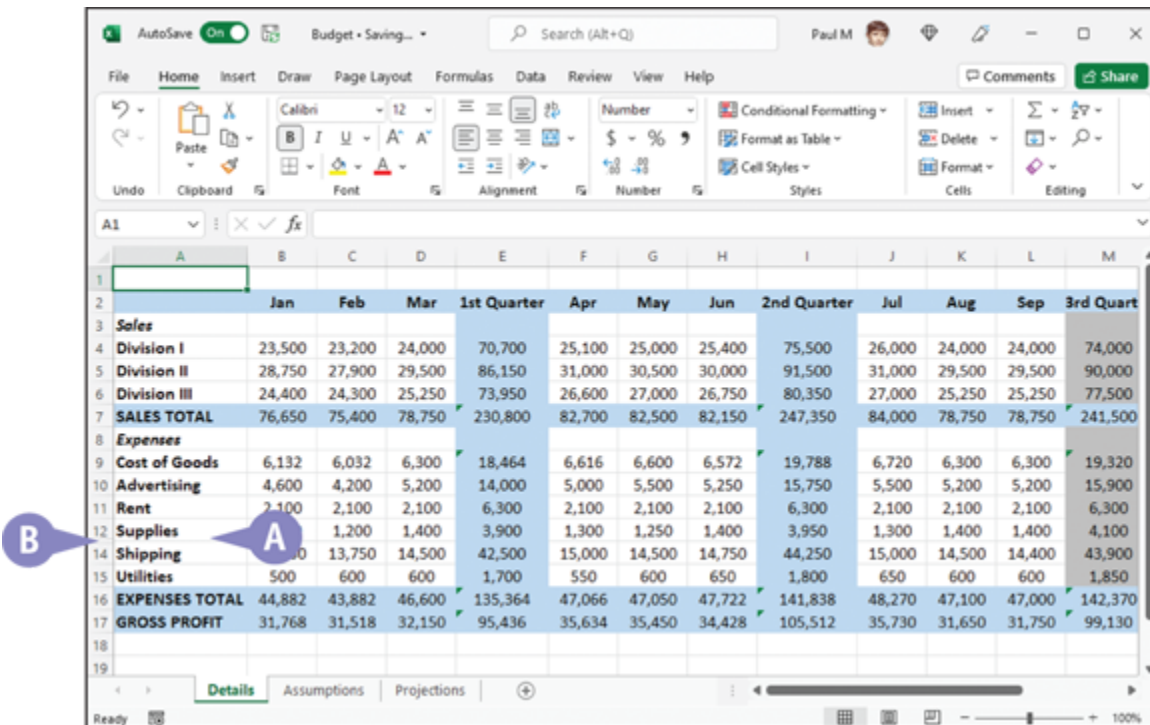 AutoSave On Budget • Saving... Search (Alt+Q) Paul M
File Home Insert Draw Page Layout Formulas Data Review View Help Comments Share
Calibri 12 Number Conditional Formatting Insert
Paste B I U A^ A˅ $ % , Format as Table Delete
A Cell Styles Format
Undo Clipboard Font Alignment Number Styles Cells Editing
A1 fx
A B C D E F G H I J K L M
1
2 Jan Feb Mar 1st Quarter Apr May Jun 2nd Quarter Jul Aug Sep 3rd Quart
3 Sales
4 Division I 23,500 23,200 24,000 70,700 25,100 25,000 25,400 75,500 26,000 24,000 24,000 74,000
5 Division II 28,750 27,900 29,500 86,150 31,000 30,500 30,000 91,500 31,000 29,500 29,500 90,000
6 Division III 24,400 24,300 25,250 73,950 26,600 27,000 26,750 80,350 27,000 25,250 25,250 77,500
7 SALES TOTAL 76,650 75,400 78,750 230,800 82,700 82,500 82,150 247,350 84,000 78,750 78,750 241,500
8 Expenses
9 Cost of Goods 6,132 6,032 6,300 18,464 6,616 6,600 6,572 19,788 6,720 6,300 6,300 19,320
10 Advertising 4,600 4,200 5,200 14,000 5,000 5,500 5,250 15,750 5,500 5,200 5,200 15,900
11 Rent 2,100 2,100 2,100 6,300 2,100 2,100 2,100 6,300 2,100 2,100 2,100 6,300
B 12 Supplies A 1,200 1,400 3,900 1,300 1,250 1,400 3,950 1,300 1,400 1,400 4,100
14 Shipping 13,750 14,500 42,500 15,000 14,500 14,750 44,250 15,000 14,500 14,400 43,900
15 Utilities 500 600 600 1,700 550 600 650 1,800 650 600 600 1,850
16 EXPENSES TOTAL 44,882 43,882 46,600 135,364 47,066 47,050 47,722 141,838 48,270 47,100 47,000 142,370
17 GROSS PROFIT 31,768 31,518 32,150 95,436 35,634 35,450 34,428 105,512 35,730 31,650 31,750 99,130
18
19
Details Assumptions Projections
Ready 100%